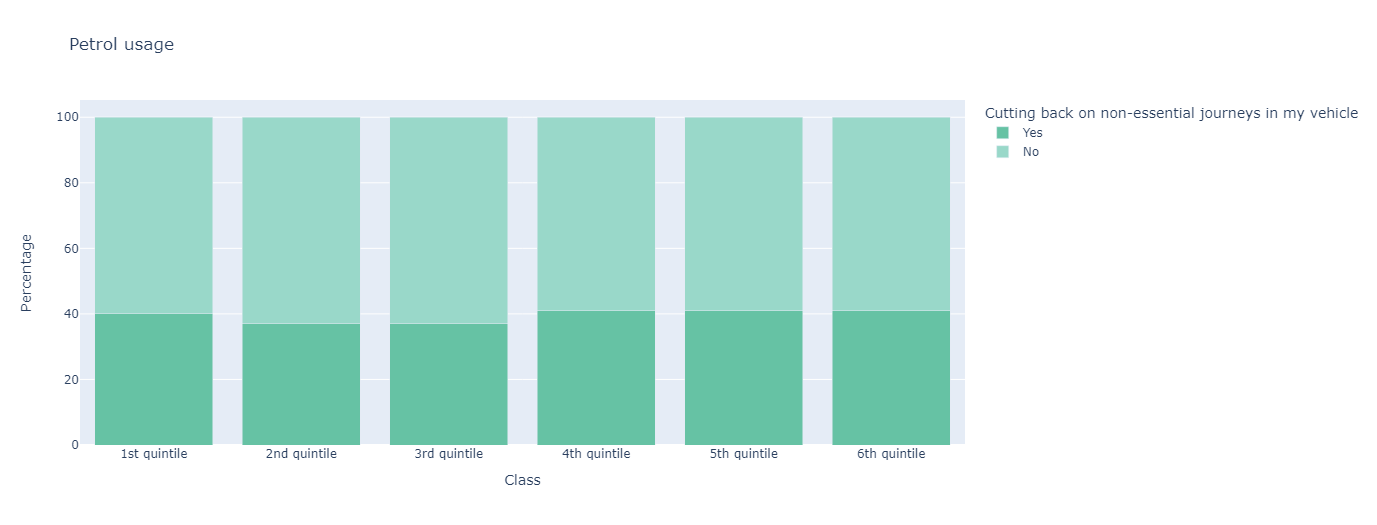 Petrol usage
Cutting back on non-essential journeys in my vehicle
Yes
No
Percentage
100
80
60
40
20
0
1st quintile 2nd quintile 3rd quintile 4th quintile 5th quintile 6th quintile
Class